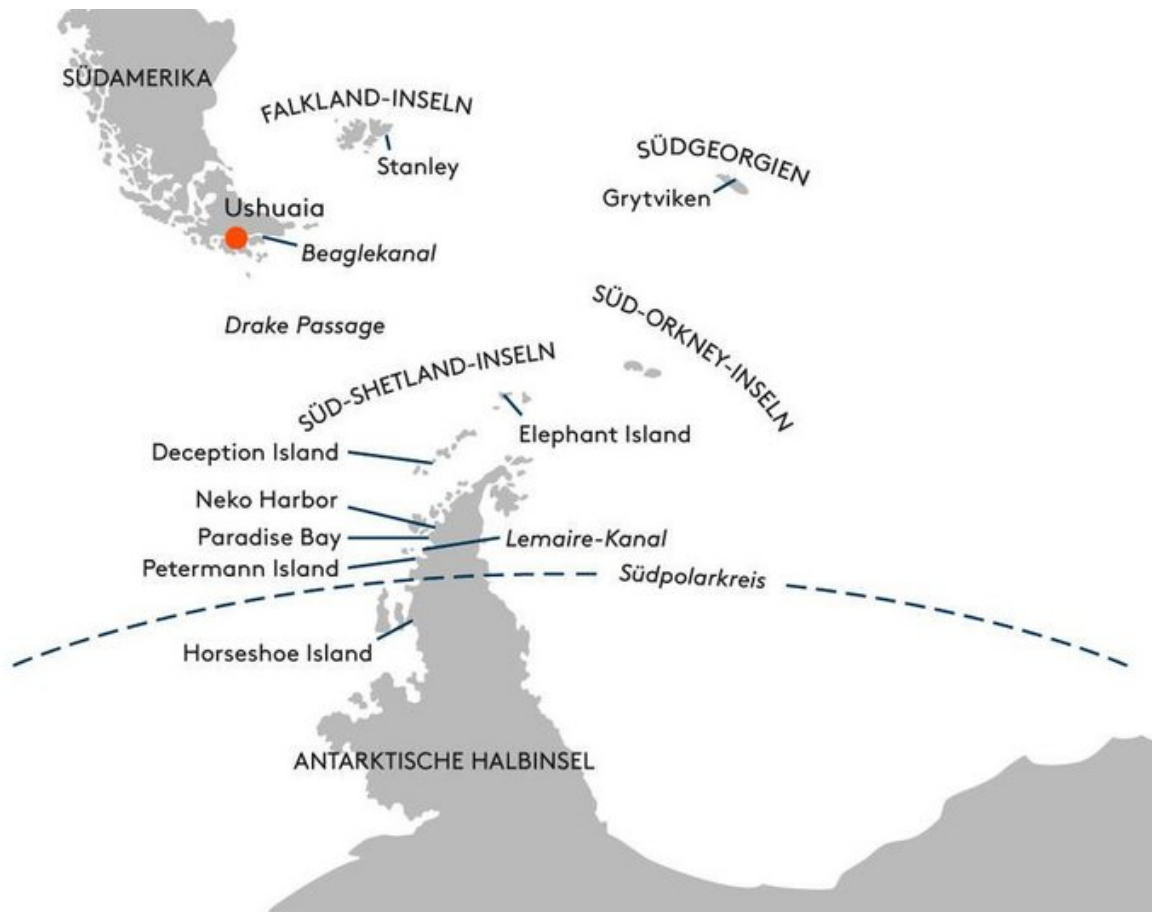 SÜDAMERIKA
FALKLAND-INSELN
Stanley
SÜDGEORGIEN
Grytviken
Ushuaia
Beaglekanal
Drake Passage
SÜD-ORKNEY-INSELN
SÜD-SHETLAND-INSELN
Elephant Island
Deception Island
Neko Harbor
Paradise Bay
Lemaire-Kanal
Petermann Island
Südpolarkreis
Horseshoe Island
ANTARKTISCHE HALBINSEL